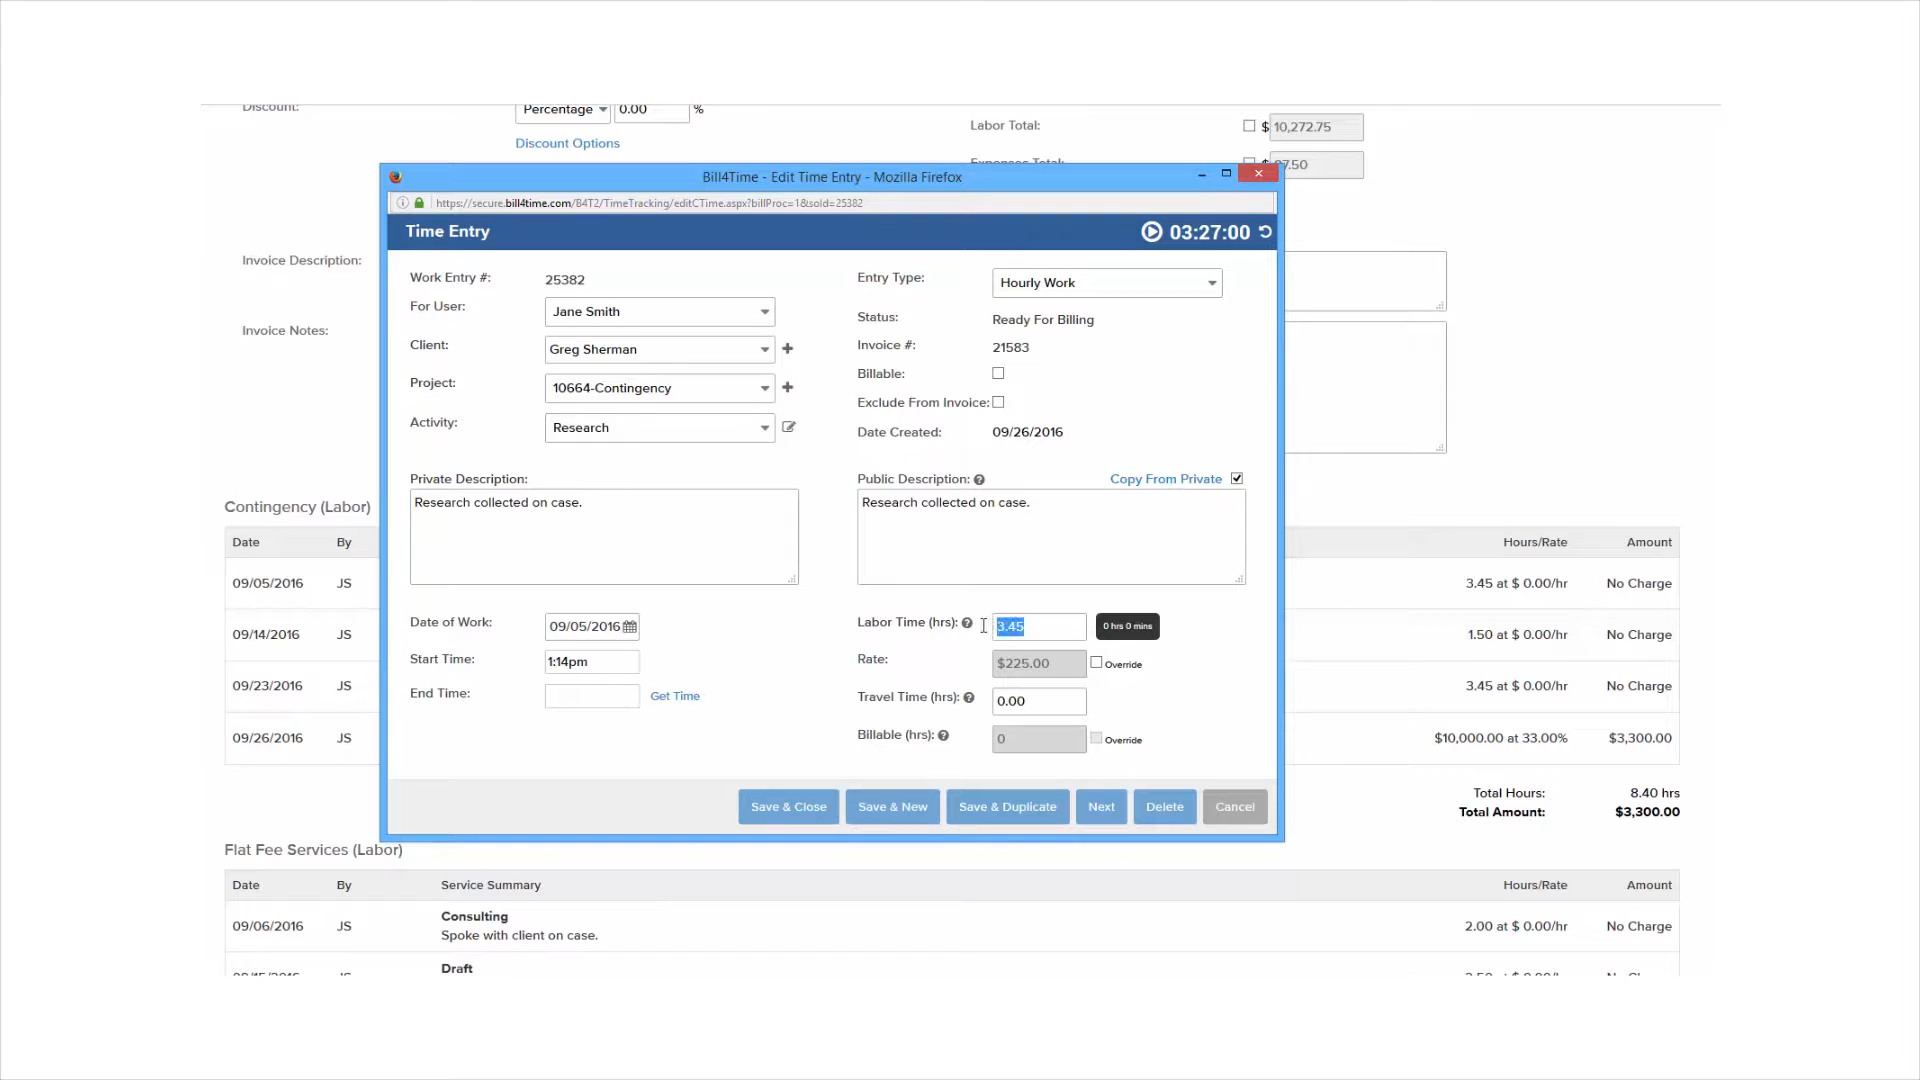 Discount:
Percentage
0.00
%
Discount Options
Labor Total:
$
10,272.75
Expenses Total:
7.50
Bill4Time - Edit Time Entry - Mozilla Firefox
https://secure.bill4time.com/B4T2/TimeTracking/editCTime.aspx?billProc=1&soId=25382
Time Entry
03:27:00
Work Entry #:
25382
For User:
Jane Smith
Client:
Greg Sherman
Project:
10664-Contingency
Activity:
Research
Entry Type:
Hourly Work
Status:
Ready For Billing
Invoice #:
21583
Billable:
Exclude From Invoice:
Date Created:
09/26/2016
Invoice Description:
Invoice Notes:
Private Description:
Research collected on case.
Public Description:
Copy From Private
Research collected on case.
Date of Work:
09/05/2016
Start Time:
1:14pm
End Time:
Get Time
Labor Time (hrs):
3.45
0 hrs 0 mins
Rate:
$225.00
Override
Travel Time (hrs):
0.00
Billable (hrs):
0
Override
Save & Close
Save & New
Save & Duplicate
Next
Delete
Cancel
Contingency (Labor)
Date By Hours/Rate Amount
09/05/2016 JS 3.45 at $ 0.00/hr No Charge
09/14/2016 JS 1.50 at $ 0.00/hr No Charge
09/23/2016 JS 3.45 at $ 0.00/hr No Charge
09/26/2016 JS $10,000.00 at 33.00% $3,300.00
Total Hours: 8.40 hrs
Total Amount: $3,300.00
Flat Fee Services (Labor)
Date By Service Summary Hours/Rate Amount
09/06/2016 JS Consulting 2.00 at $ 0.00/hr No Charge
Spoke with client on case.
Draft